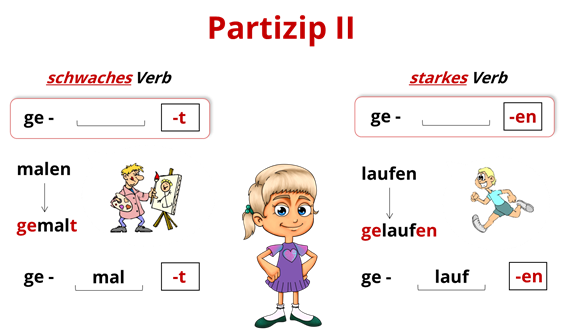 Partizip II
schwaches Verb
ge - -t
malen
gemalt
ge - mal -t
starkes Verb
ge - -en
laufen
gelaufen
ge - lauf -en